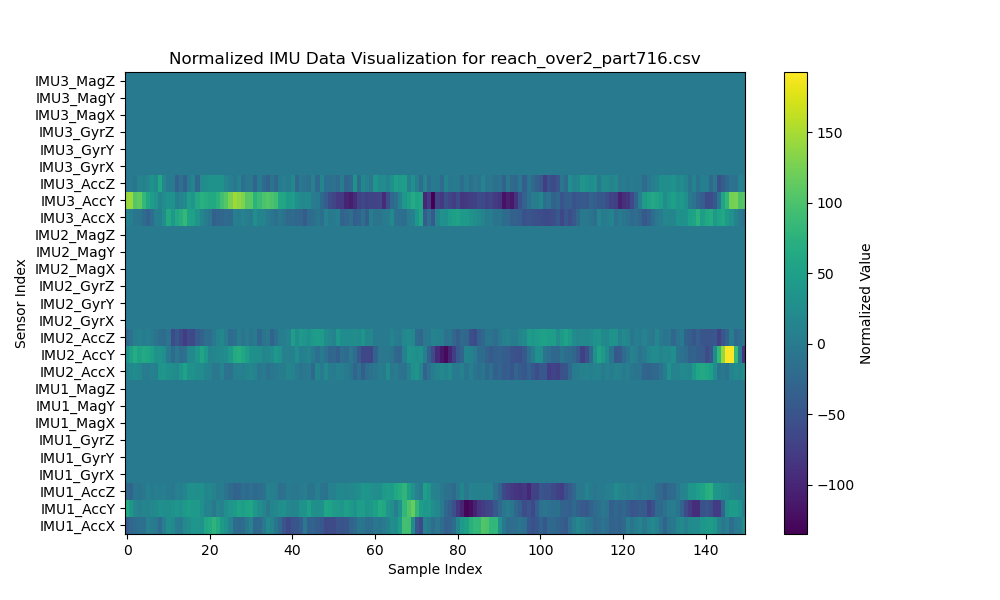 Normalized IMU Data Visualization for reach_over2_part716.csv
IMU3_MagZ
IMU3_MagY
IMU3_MagX
IMU3_GyrZ
IMU3_GyrY
IMU3_GyrX
IMU3_AccZ
IMU3_AccY
IMU3_AccX
IMU2_MagZ
IMU2_MagY
IMU2_MagX
IMU2_GyrZ
IMU2_GyrY
IMU2_GyrX
IMU2_AccZ
IMU2_AccY
IMU2_AccX
IMU1_MagZ
IMU1_MagY
IMU1_MagX
IMU1_GyrZ
IMU1_GyrY
IMU1_GyrX
IMU1_AccZ
IMU1_AccY
IMU1_AccX
Sensor Index
0 20 40 60 80 100 120 140
Sample Index
150
100
50
0
−50
−100
Normalized Value